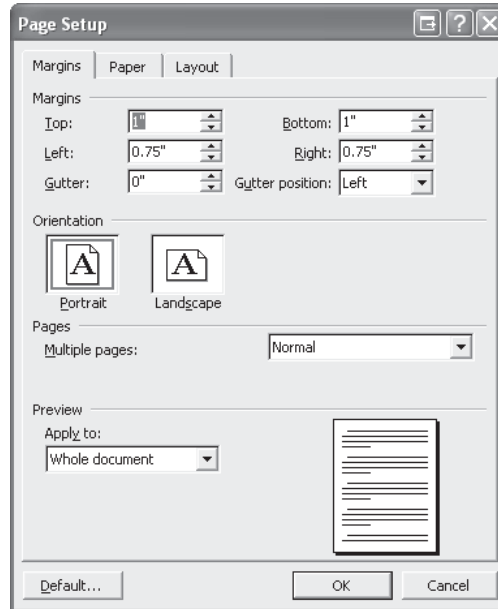 Page Setup
Margins Paper Layout
Margins
Top: 1" Bottom: 1"
Left: 0.75" Right: 0.75"
Gutter: 0" Gutter position: Left
Orientation
A A
Portrait Landscape
Pages
Multiple pages: Normal
Preview
Apply to:
Whole document
Default... OK Cancel